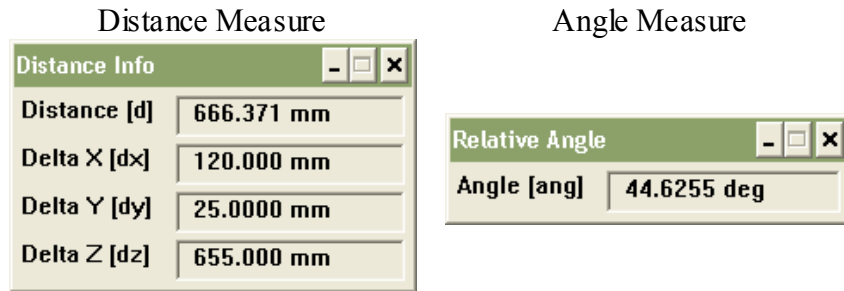 Distance Measure
Distance Info
Distance [d] 666.371 mm
Delta X [dx] 120.000 mm
Delta Y [dy] 25.0000 mm
Delta Z [dz] 655.000 mm
Angle Measure
Relative Angle
Angle [ang] 44.6255 deg